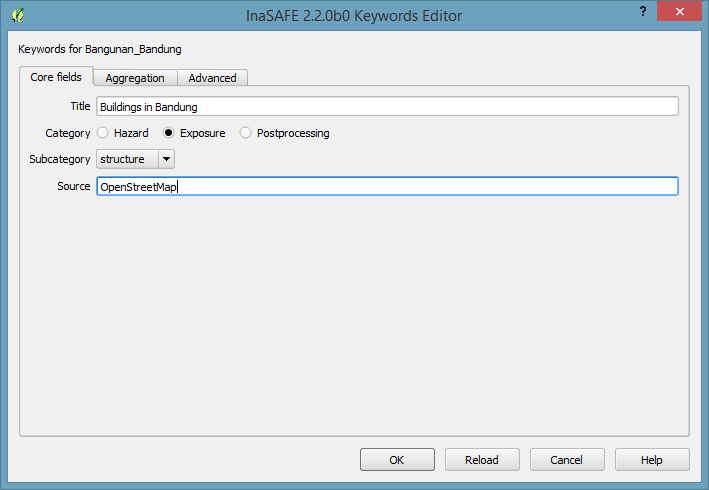 InaSAFE 2.2.0b0 Keywords Editor
?
Keywords for Bangunan_Bandung
Core fields Aggregation Advanced
Title Buildings in Bandung
Category Hazard Exposure Postprocessing
Subcategory structure
Source OpenStreetMap
OK Reload Cancel Help